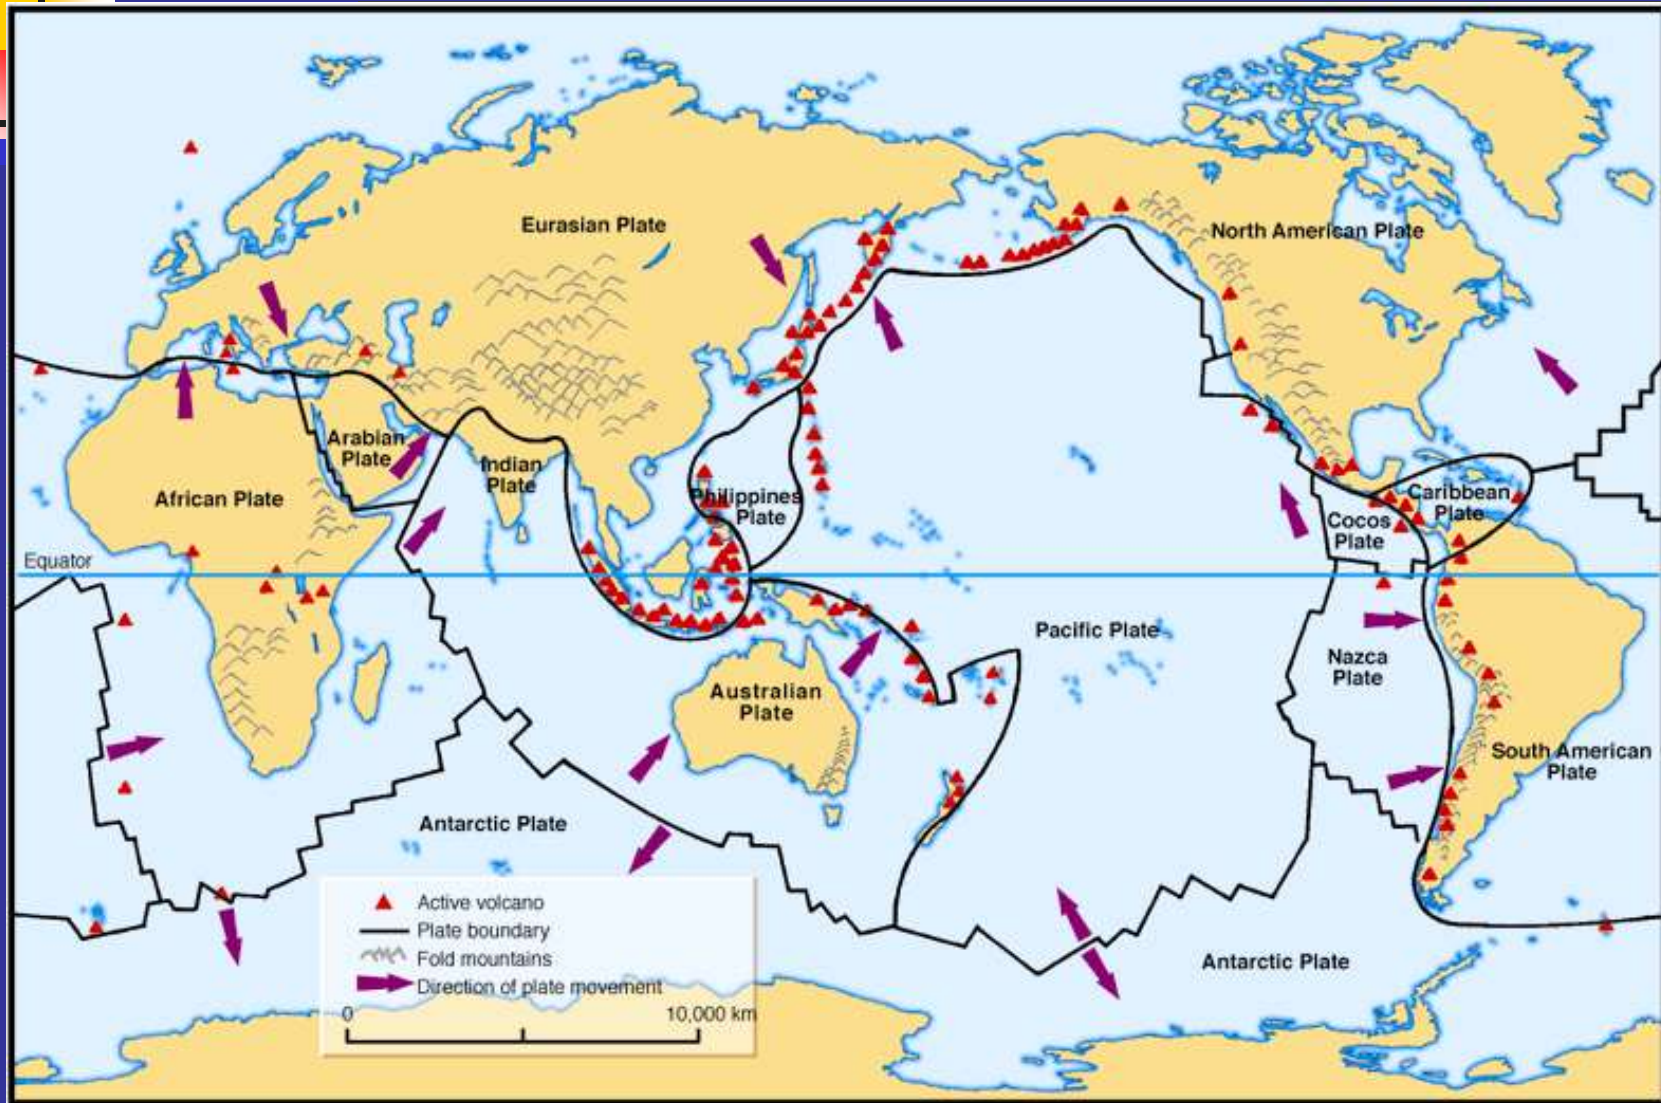 Eurasian Plate
North American Plate
Arabian
Plate
Indian
Plate
African Plate
Philippines
Plate
Caribbean
Plate
Cocos
Plate
Equator
Pacific Plate
Nazca
Plate
Australian
Plate
South American
Plate
Antarctic Plate
Active volcano
Plate boundary
Fold mountains
Direction of plate movement
0 10,000 km
Antarctic Plate